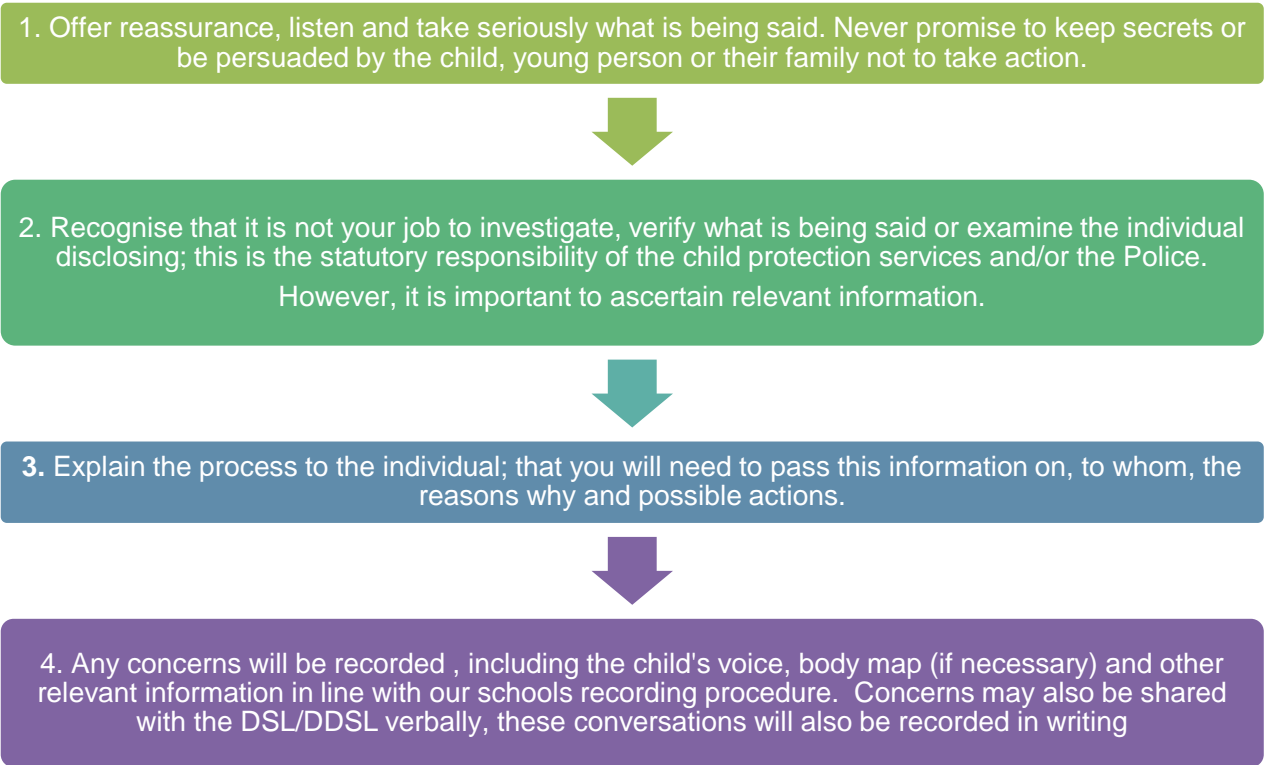 1. Offer reassurance, listen and take seriously what is being said. Never promise to keep secrets or
be persuaded by the child, young person or their family not to take action.
2. Recognise that it is not your job to investigate, verify what is being said or examine the individual
disclosing; this is the statutory responsibility of the child protection services and/or the Police.
However, it is important to ascertain relevant information.
3. Explain the process to the individual; that you will need to pass this information on, to whom, the
reasons why and possible actions.
4. Any concerns will be recorded , including the child's voice, body map (if necessary) and other
relevant information in line with our schools recording procedure.  Concerns may also be shared
with the DSL/DDSL verbally, these conversations will also be recorded in writing